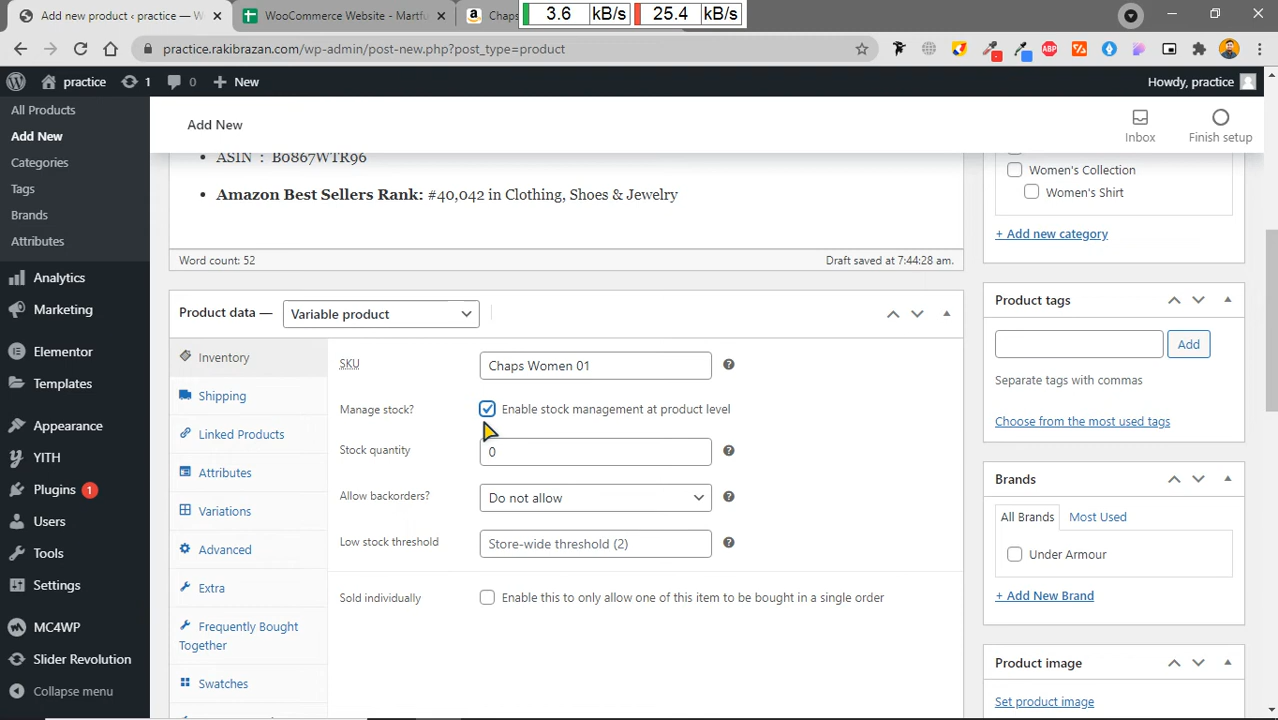 Add new product ‹ practice — W
WooCommerce Website - Martfu
Chaps
3.6 kB/s 25.4 kB/s
practice.rakibrazan.com/wp-admin/post-new.php?post_type=product
ABP
practice 1 0 New
Howdy, practice
All Products
Add New
Categories
Tags
Brands
Attributes
Analytics
Marketing
Elementor
Templates
Appearance
YITH
Plugins 1
Users
Tools
Settings
MC4WP
Slider Revolution
Collapse menu
Add New
Inbox
Finish setup
ASIN : B0867WTR96
Amazon Best Sellers Rank: #40,042 in Clothing, Shoes & Jewelry
Word count: 52
Draft saved at 7:44:28 am.
Product data — Variable product
Inventory
Shipping
Linked Products
Attributes
Variations
Advanced
Extra
Frequently Bought
Together
Swatches
SKU Chaps Women 01
Manage stock? Enable stock management at product level
Stock quantity 0
Allow backorders? Do not allow
Low stock threshold Store-wide threshold (2)
Sold individually Enable this to only allow one of this item to be bought in a single order
Women's Collection
Women's Shirt
+ Add new category
Product tags
Add
Separate tags with commas
Choose from the most used tags
Brands
All Brands Most Used
Under Armour
+ Add New Brand
Product image
Set product image